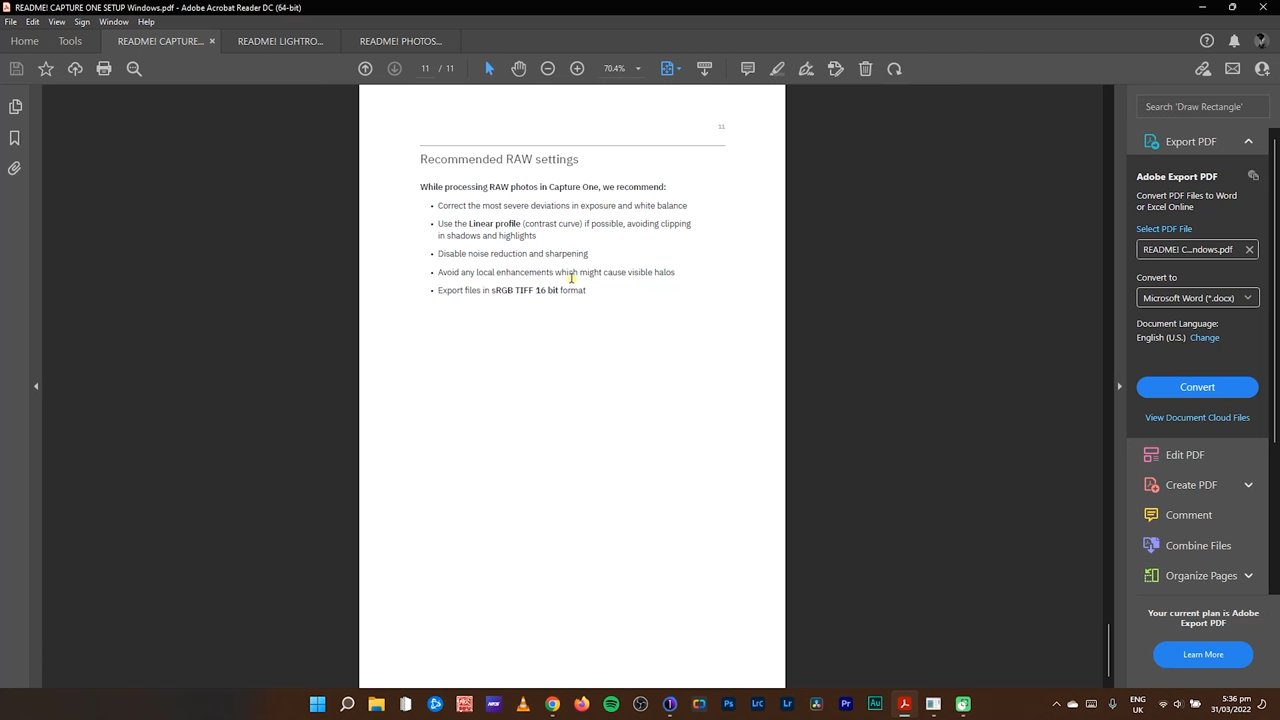 README! CAPTURE ONE SETUP Windows.pdf - Adobe Acrobat Reader DC (64-bit)
File Edit View Sign Window Help
Home Tools README! CAPTURE... × README! LIGHTRO... README! PHOTOS...
11 / 11 70.4%
Search 'Draw Rectangle'
11
Recommended RAW settings
While processing RAW photos in Capture One, we recommend:
• Correct the most severe deviations in exposure and white balance
• Use the Linear profile (contrast curve) if possible, avoiding clipping
in shadows and highlights
• Disable noise reduction and sharpening
• Avoid any local enhancements which might cause visible halos
• Export files in sRGB TIFF 16 bit format
Export PDF
Adobe Export PDF
Convert PDF Files to Word
or Excel Online
Select PDF File
README! C...ndows.pdf
Convert to
Microsoft Word (*.docx)
Document Language:
English (U.S.) Change
Convert
View Document Cloud Files
Edit PDF
Create PDF
Comment
Combine Files
Organize Pages
Your current plan is Adobe
Export PDF
Learn More
Ps LrC Lr Pr Au
ENG
UK
5:36 pm
31/03/2022